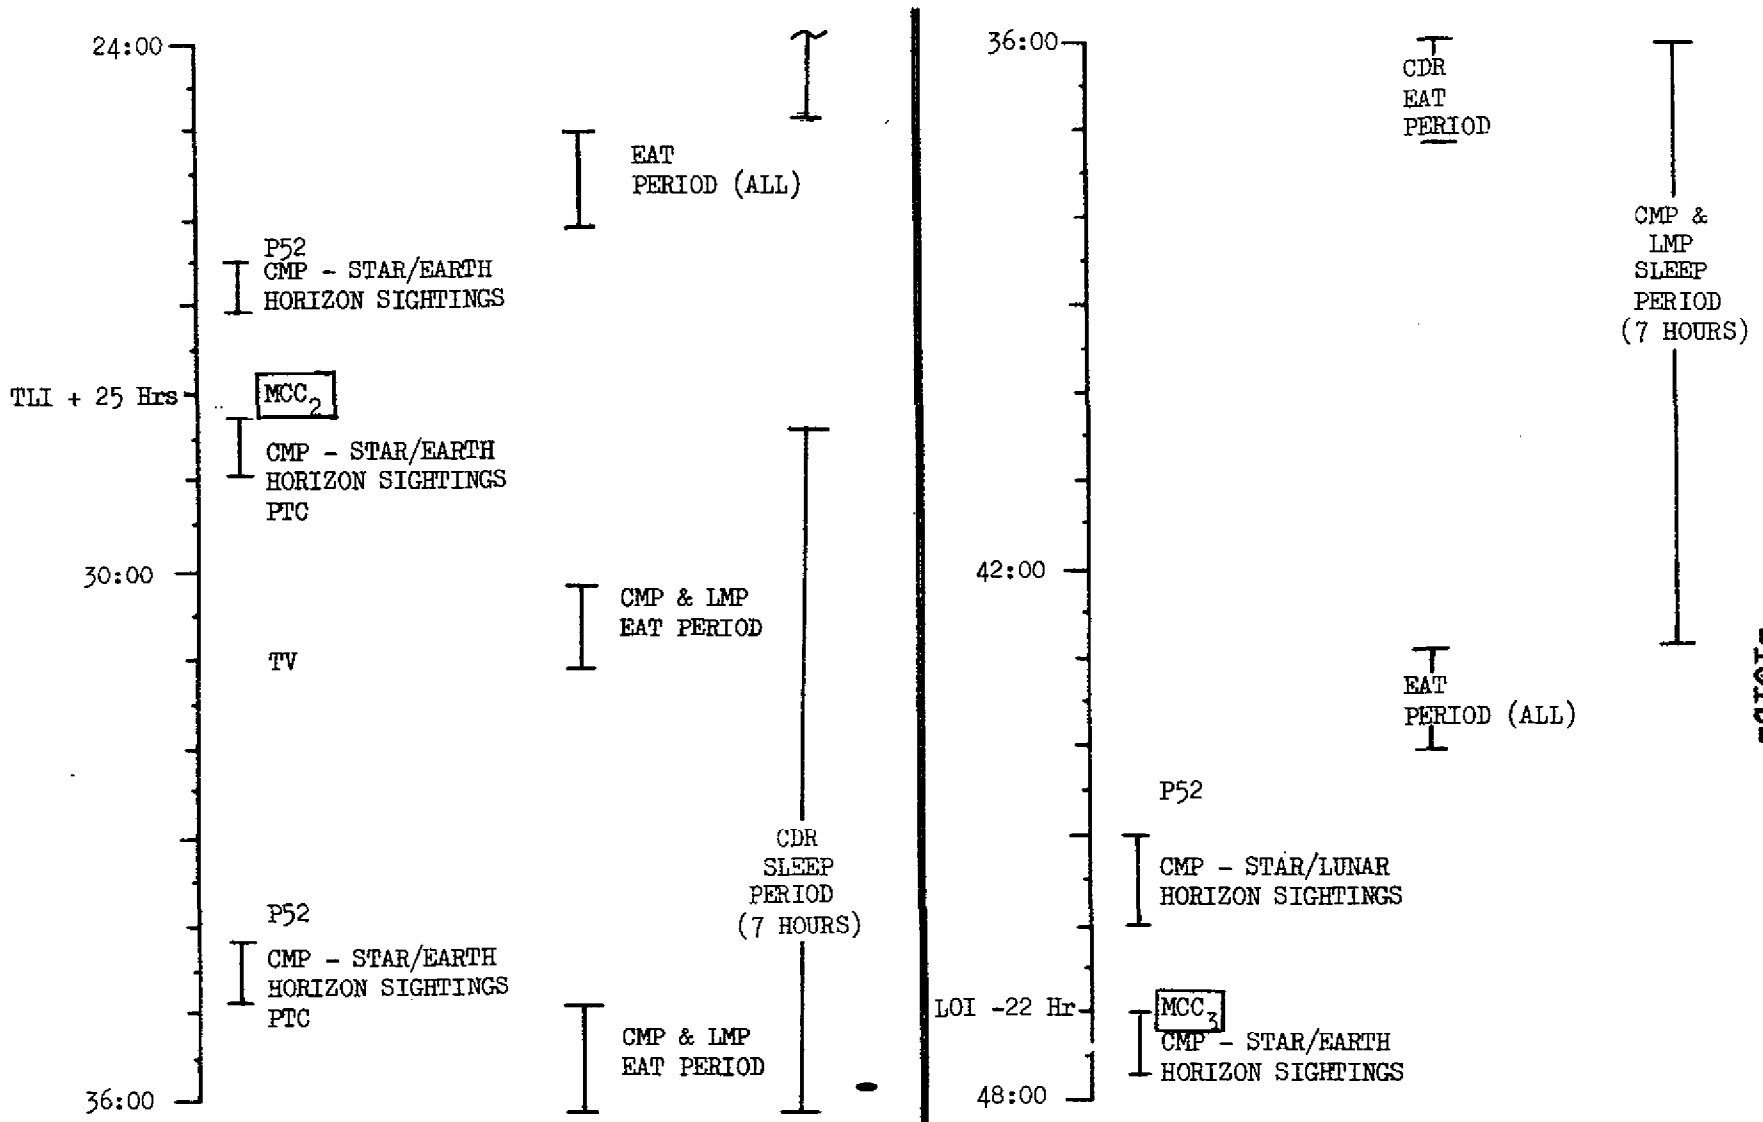 24:00
EAT
PERIOD (ALL)
P52
CMP - STAR/EARTH
HORIZON SIGHTINGS
TLI + 25 Hrs
MCC2
CMP - STAR/EARTH
HORIZON SIGHTINGS
PTC
30:00
CMP & LMP
EAT PERIOD
TV
CDR
SLEEP
PERIOD
(7 HOURS)
P52
CMP - STAR/EARTH
HORIZON SIGHTINGS
PTC
CMP & LMP
EAT PERIOD
36:00
36:00
CDR
EAT
PERIOD
CMP &
LMP
SLEEP
PERIOD
(7 HOURS)
42:00
EAT
PERIOD (ALL)
P52
CMP - STAR/LUNAR
HORIZON SIGHTINGS
LOI -22 Hr
MCC3
CMP - STAR/EARTH
HORIZON SIGHTINGS
48:00